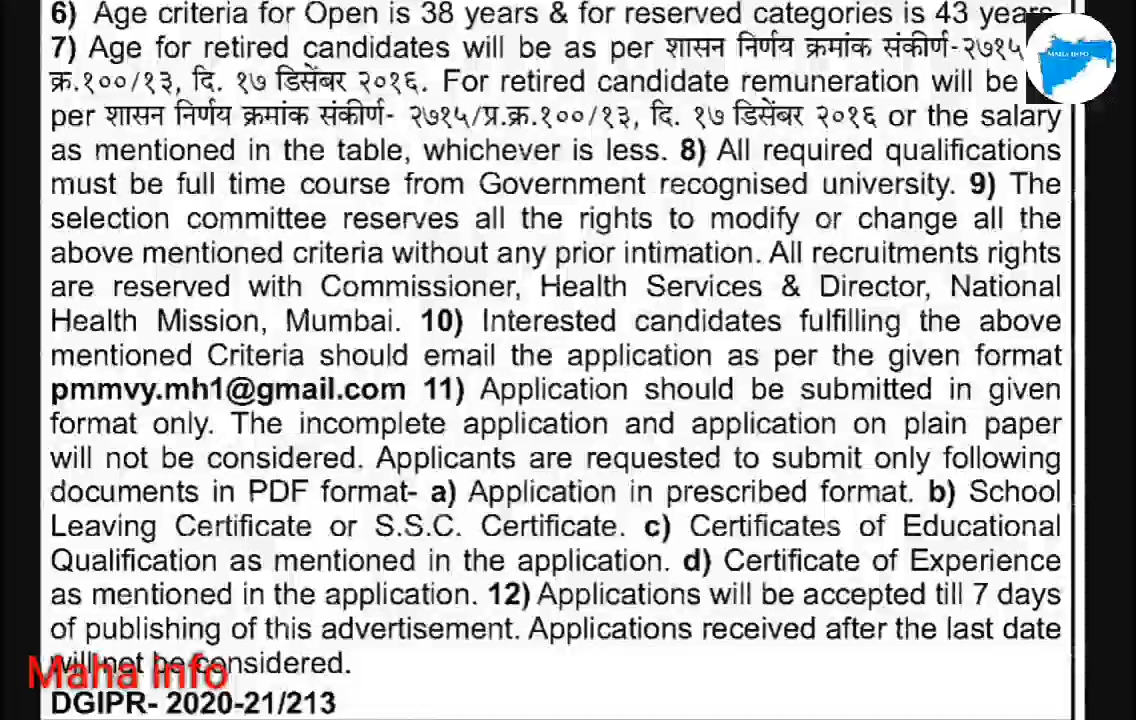 6) Age criteria for Open is 38 years & for reserved categories is 43 years
7) Age for retired candidates will be as per शासन निर्णय क्रमांक संकीर्ण-२७१५
क्र.१००/१३, दि. १७ डिसेंबर २०१६. For retired candidate remuneration will be
per शासन निर्णय क्रमांक संकीर्ण- २७१५/प्र.क्र.१००/१३, दि. १७ डिसेंबर २०१६ or the salary
as mentioned in the table, whichever is less. 8) All required qualifications
must be full time course from Government recognised university. 9) The
selection committee reserves all the rights to modify or change all the
above mentioned criteria without any prior intimation. All recruitments rights
are reserved with Commissioner, Health Services & Director, National
Health Mission, Mumbai. 10) Interested candidates fulfilling the above
mentioned Criteria should email the application as per the given format
pmmvy.mh1@gmail.com 11) Application should be submitted in given
format only. The incomplete application and application on plain paper
will not be considered. Applicants are requested to submit only following
documents in PDF format- a) Application in prescribed format. b) School
Leaving Certificate or S.S.C. Certificate. c) Certificates of Educational
Qualification as mentioned in the application. d) Certificate of Experience
as mentioned in the application. 12) Applications will be accepted till 7 days
of publishing of this advertisement. Applications received after the last date
will not be considered.
DGIPR- 2020-21/213
MAHA INFO
Maha info